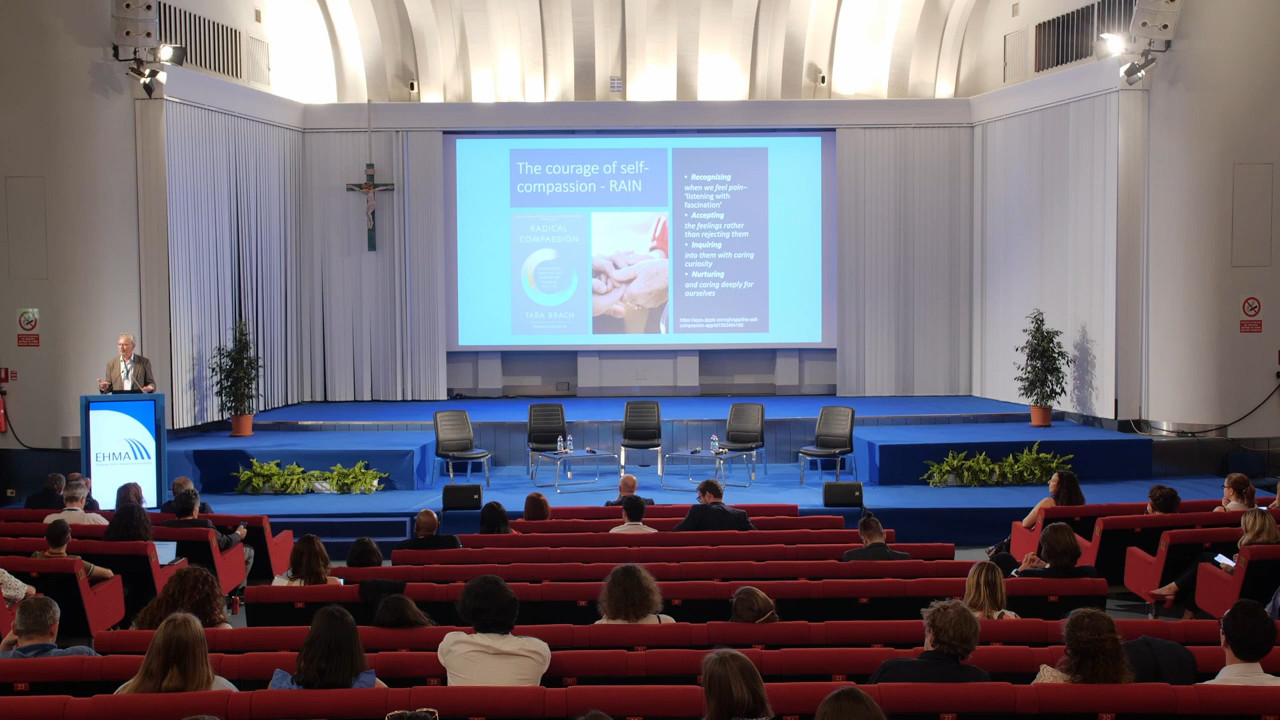 The courage of self-
compassion - RAIN
RADICAL
COMPASSION
TARA BRACH
• Recognizing
when we feel pain–
'listening with
fascination'
• Accepting
the feelings rather
than rejecting them
• Inquiring
into them with caring
curiosity
• Nurturing
and caring deeply for
ourselves
EHMA